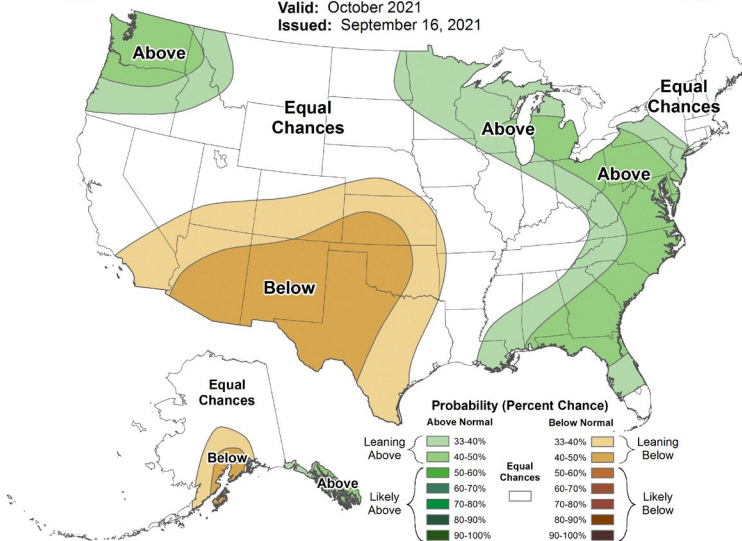 Valid: October 2021
Issued: September 16, 2021
Above
Equal
Chances
Equal
Chances
Above
Above
Below
Equal
Chances
Below
Above
Probability (Percent Chance)
Above Normal
Below Normal
Leaning
Above
33-40%
40-50%
Likely
Above
50-60%
60-70%
70-80%
80-90%
90-100%
Equal
Chances
33-40%
40-50%
Leaning
Below
50-60%
60-70%
70-80%
80-90%
90-100%
Likely
Below